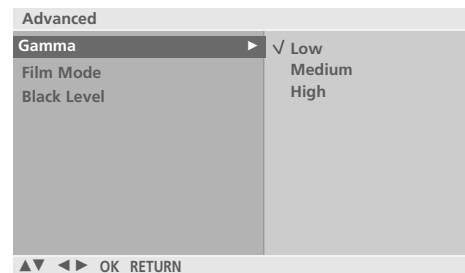 Advanced
Gamma ► √ Low
Film Mode Medium
Black Level High
▲▼ ◄► OK RETURN